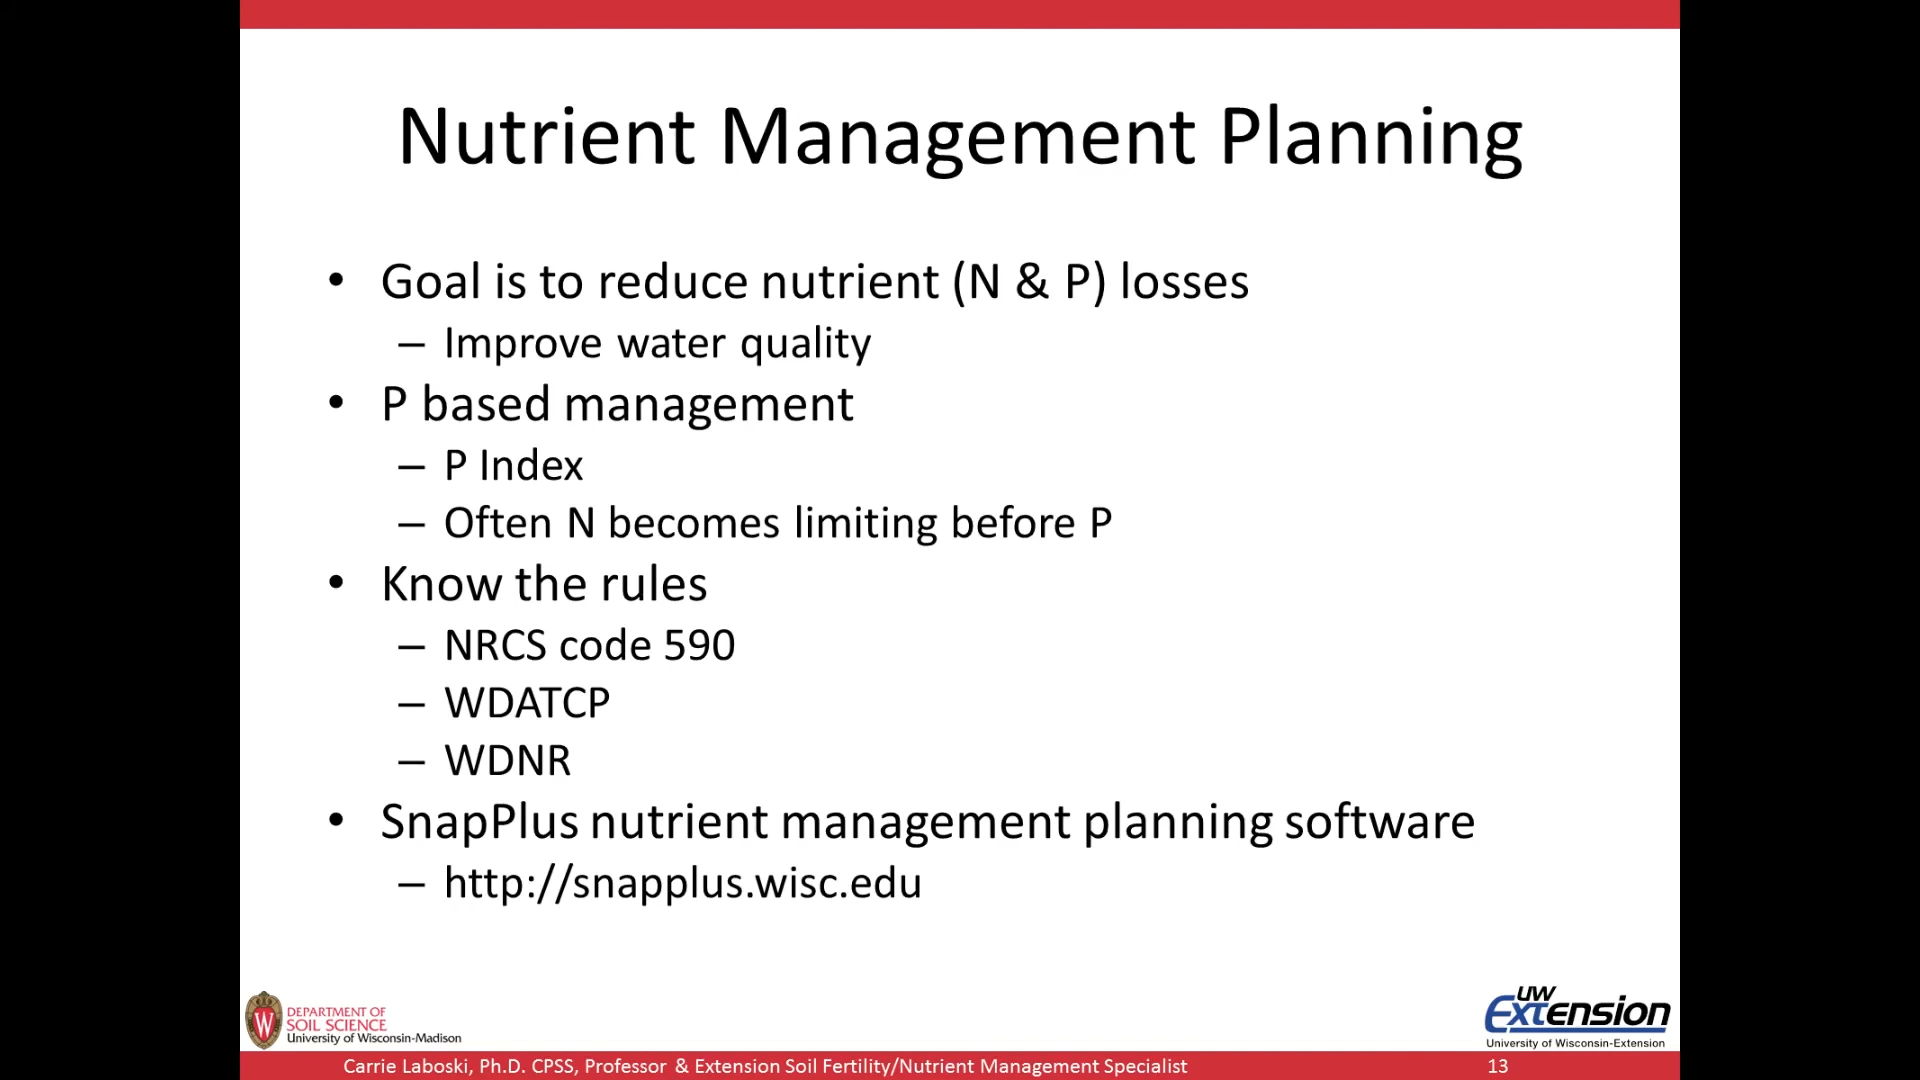 Nutrient Management Planning
• Goal is to reduce nutrient (N & P) losses
– Improve water quality
• P based management
– P Index
– Often N becomes limiting before P
• Know the rules
– NRCS code 590
– WDATCP
– WDNR
• SnapPlus nutrient management planning software
– http://snapplus.wisc.edu
W
DEPARTMENT OF
SOIL SCIENCE
University of Wisconsin-Madison
UW
Extension
University of Wisconsin-Extension
Carrie Laboski, Ph.D. CPSS, Professor & Extension Soil Fertility/Nutrient Management Specialist
13